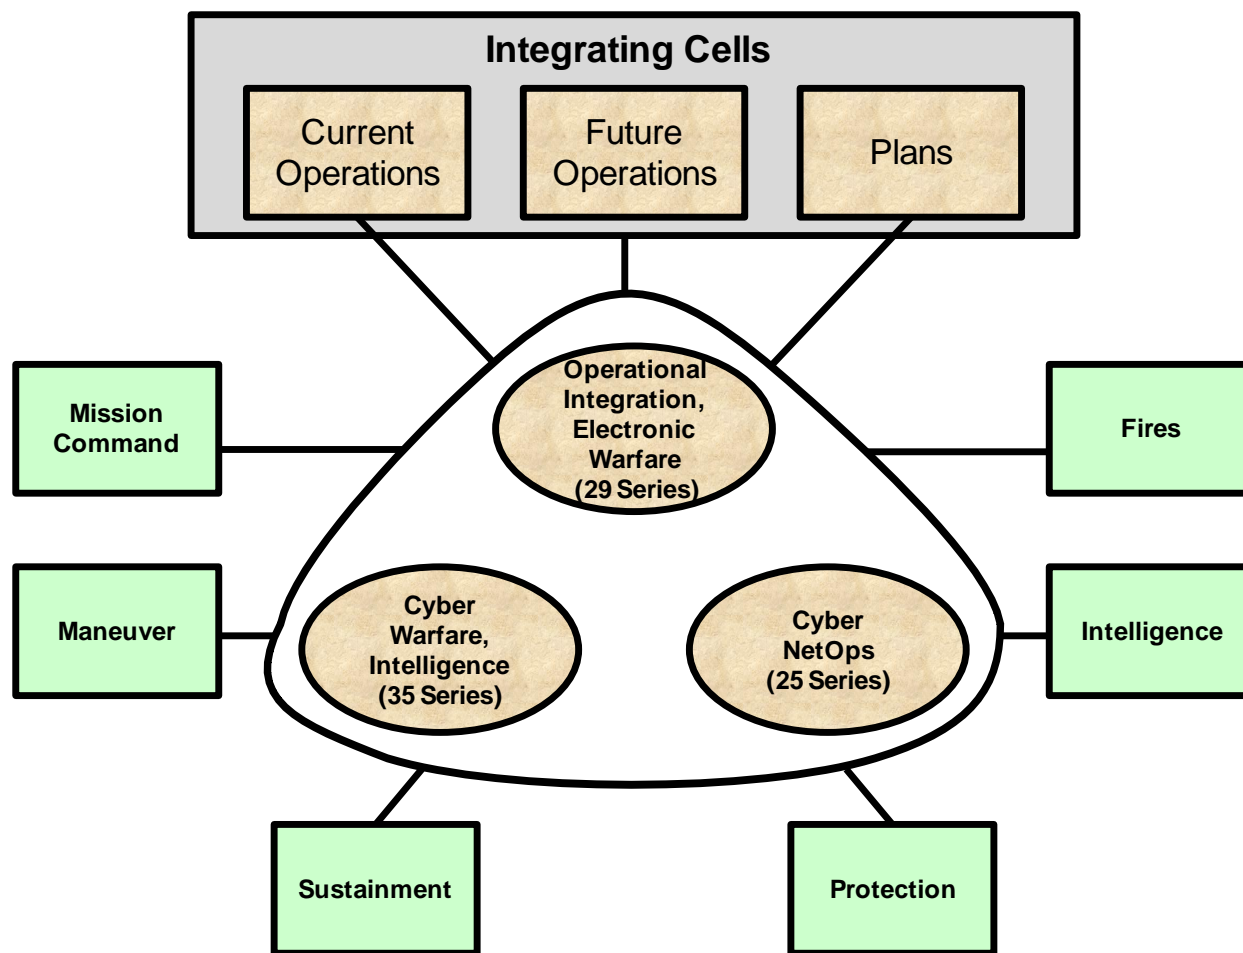 Integrating Cells
Current
Operations
Future
Operations
Plans
Operational
Integration,
Electronic
Warfare
(29 Series)
Mission
Command
Fires
Maneuver
Cyber
Warfare,
Intelligence
(35 Series)
Cyber
NetOps
(25 Series)
Intelligence
Sustainment
Protection